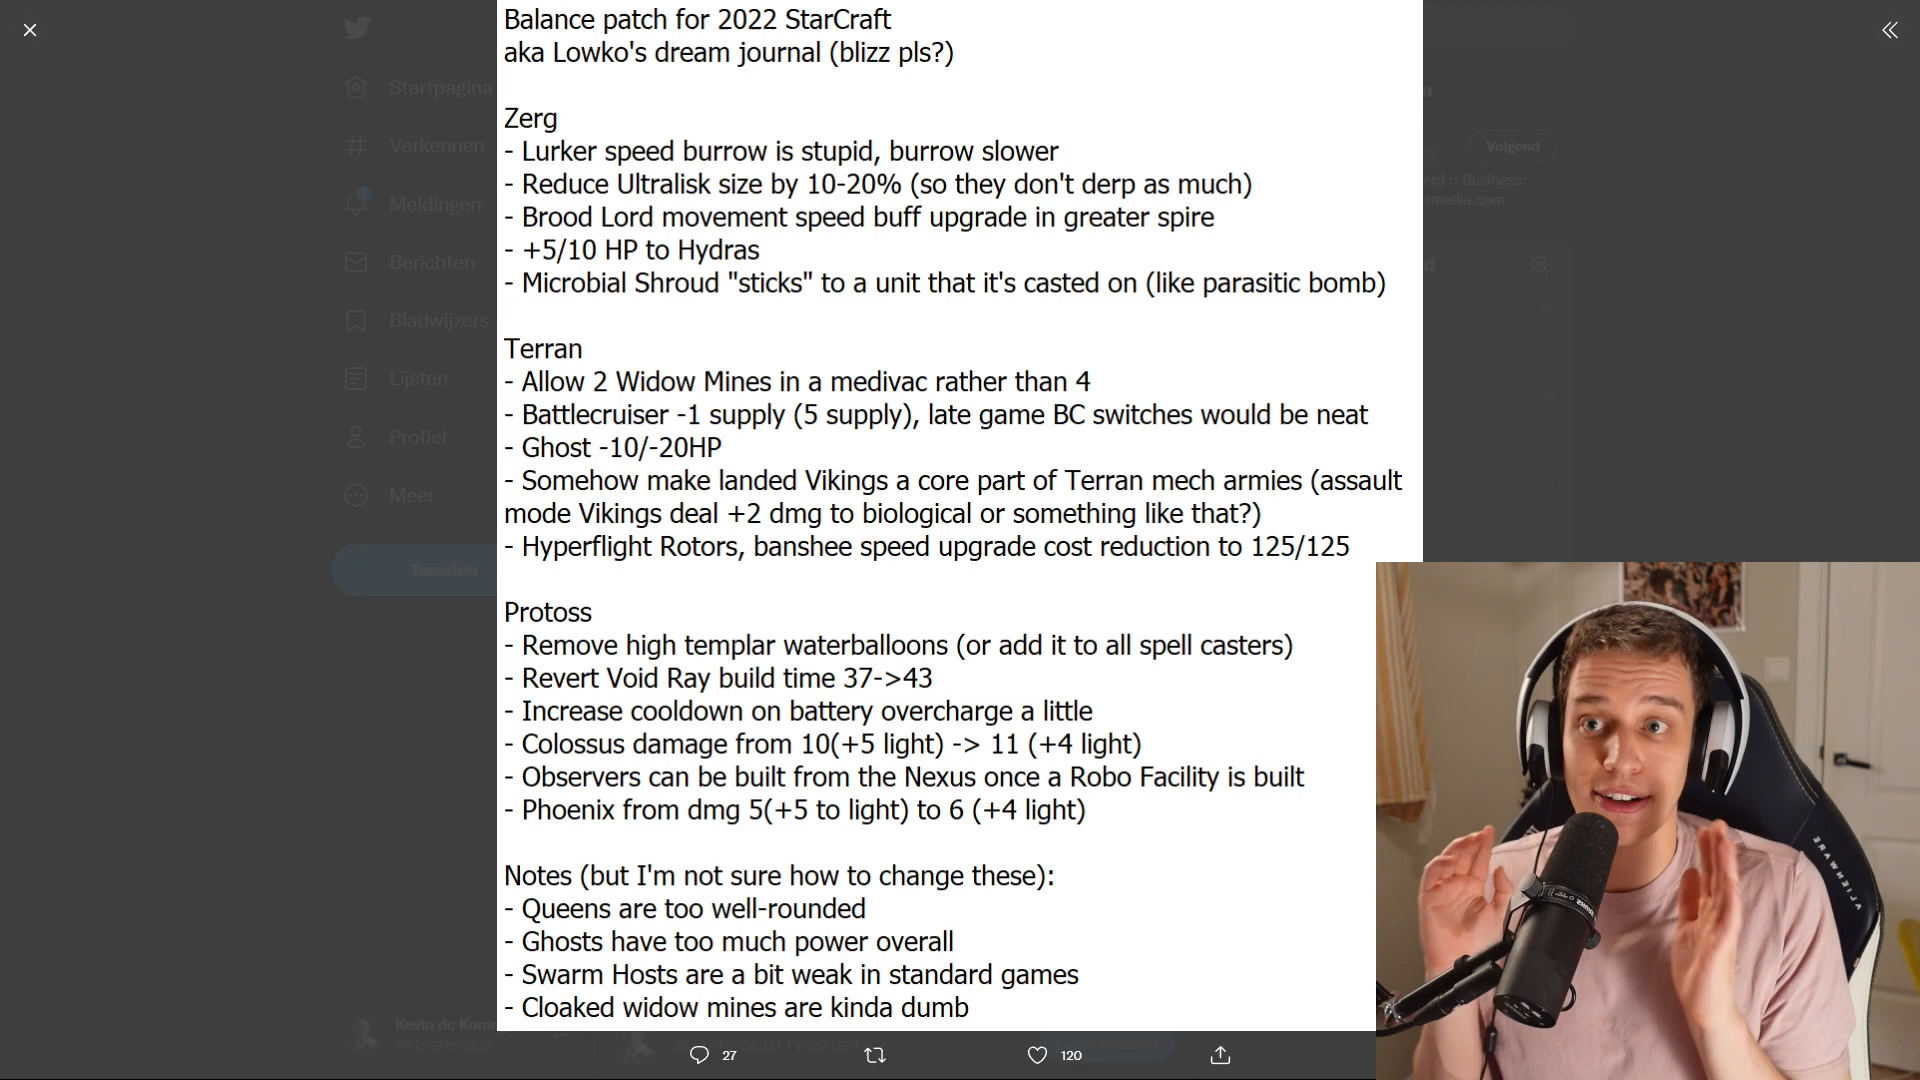 Balance patch for 2022 StarCraft
aka Lowko's dream journal (blizz pls?)
Zerg
- Lurker speed burrow is stupid, burrow slower
- Reduce Ultralisk size by 10-20% (so they don't derp as much)
- Brood Lord movement speed buff upgrade in greater spire
- +5/10 HP to Hydras
- Microbial Shroud "sticks" to a unit that it's casted on (like parasitic bomb)
Terran
- Allow 2 Widow Mines in a medivac rather than 4
- Battlecruiser -1 supply (5 supply), late game BC switches would be neat
- Ghost -10/-20HP
- Somehow make landed Vikings a core part of Terran mech armies (assault
mode Vikings deal +2 dmg to biological or something like that?)
- Hyperflight Rotors, banshee speed upgrade cost reduction to 125/125
Protoss
- Remove high templar waterballoons (or add it to all spell casters)
- Revert Void Ray build time 37->43
- Increase cooldown on battery overcharge a little
- Colossus damage from 10(+5 light) -> 11 (+4 light)
- Observers can be built from the Nexus once a Robo Facility is built
- Phoenix from dmg 5(+5 to light) to 6 (+4 light)
Notes (but I'm not sure how to change these):
- Queens are too well-rounded
- Ghosts have too much power overall
- Swarm Hosts are a bit weak in standard games
- Cloaked widow mines are kinda dumb
27
120
Startpagina
Verkennen
Meldingen
Berichten
Bladwijzers
Lijsten
Profiel
Meer
Tweeten
Volgend
:: Business:
tmedia.com
Kevin de Koni
tweeten
ALIENWARE